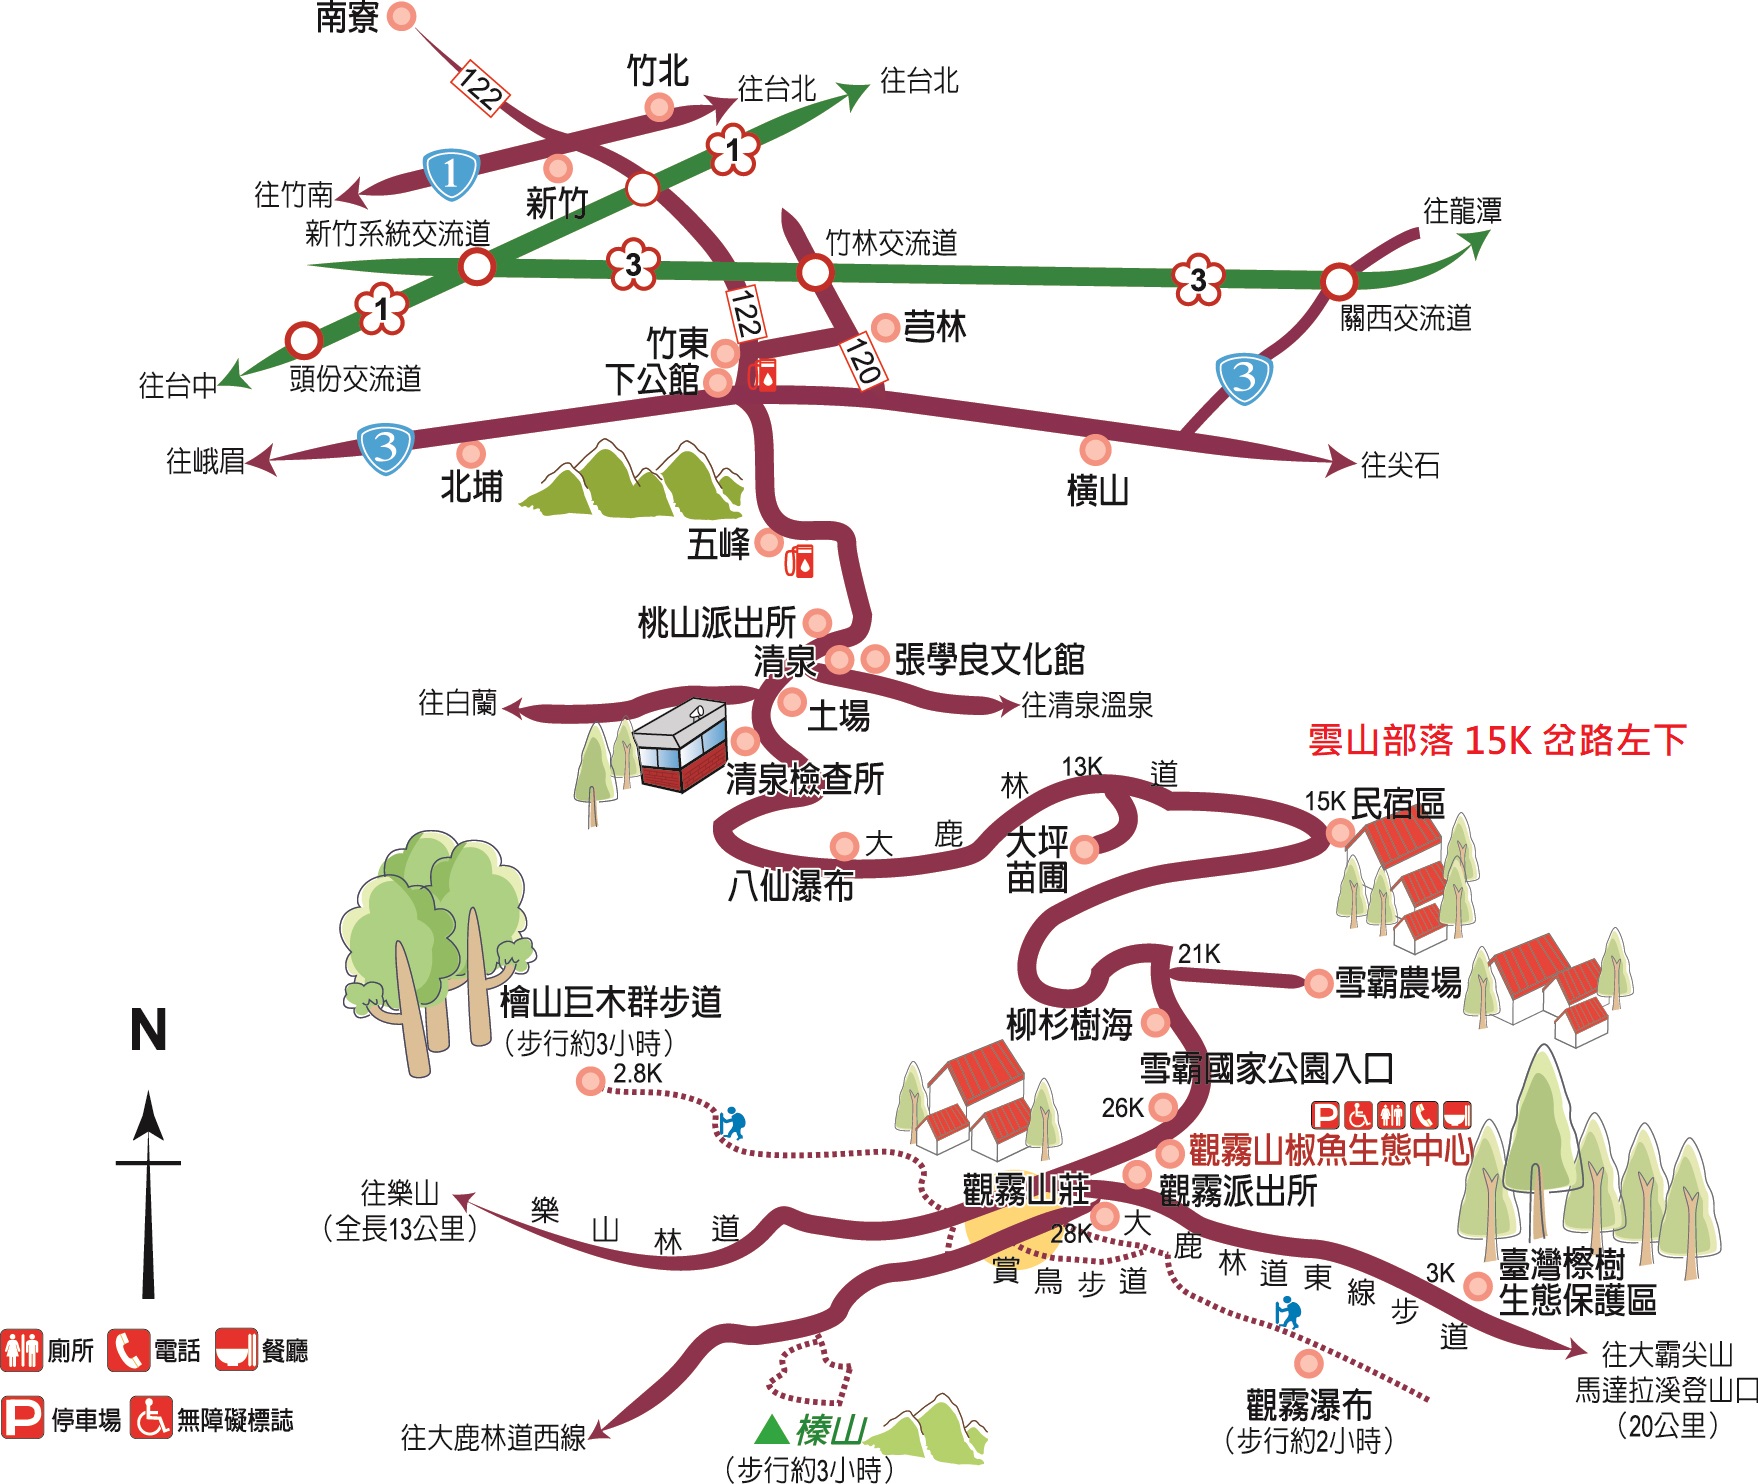 南寮
122
竹北
往台北
往台北
1
1
往竹南
新竹
新竹系統交流道
往龍潭
竹林交流道
3
3
1
頭份交流道
往台中
122
竹東
下公館
芎林
120
關西交流道
3
3
往峨眉
北埔
橫山
往尖石
五峰
桃山派出所
清泉
張學良文化館
往白蘭
土場
往清泉溫泉
清泉檢查所
雲山部落 15K 岔路左下
大鹿林道
13K
15K
民宿區
大坪
苗圃
八仙瀑布
21K
雪霸農場
柳杉樹海
檜山巨木群步道
(步行約3小時)
2.8K
N
雪霸國家公園入口
26K
P
觀霧山椒魚生態中心
觀霧派出所
觀霧山莊
往樂山
(全長13公里)
樂山林道
28K
賞鳥步道
大鹿林道東線步道
3K
臺灣檫樹
生態保護區
往大霸尖山
馬達拉溪登山口
(20公里)
觀霧瀑布
(步行約2小時)
往大鹿林道西線
榛山
(步行約3小時)
廁所
電話
餐廳
P
停車場
無障礙標誌